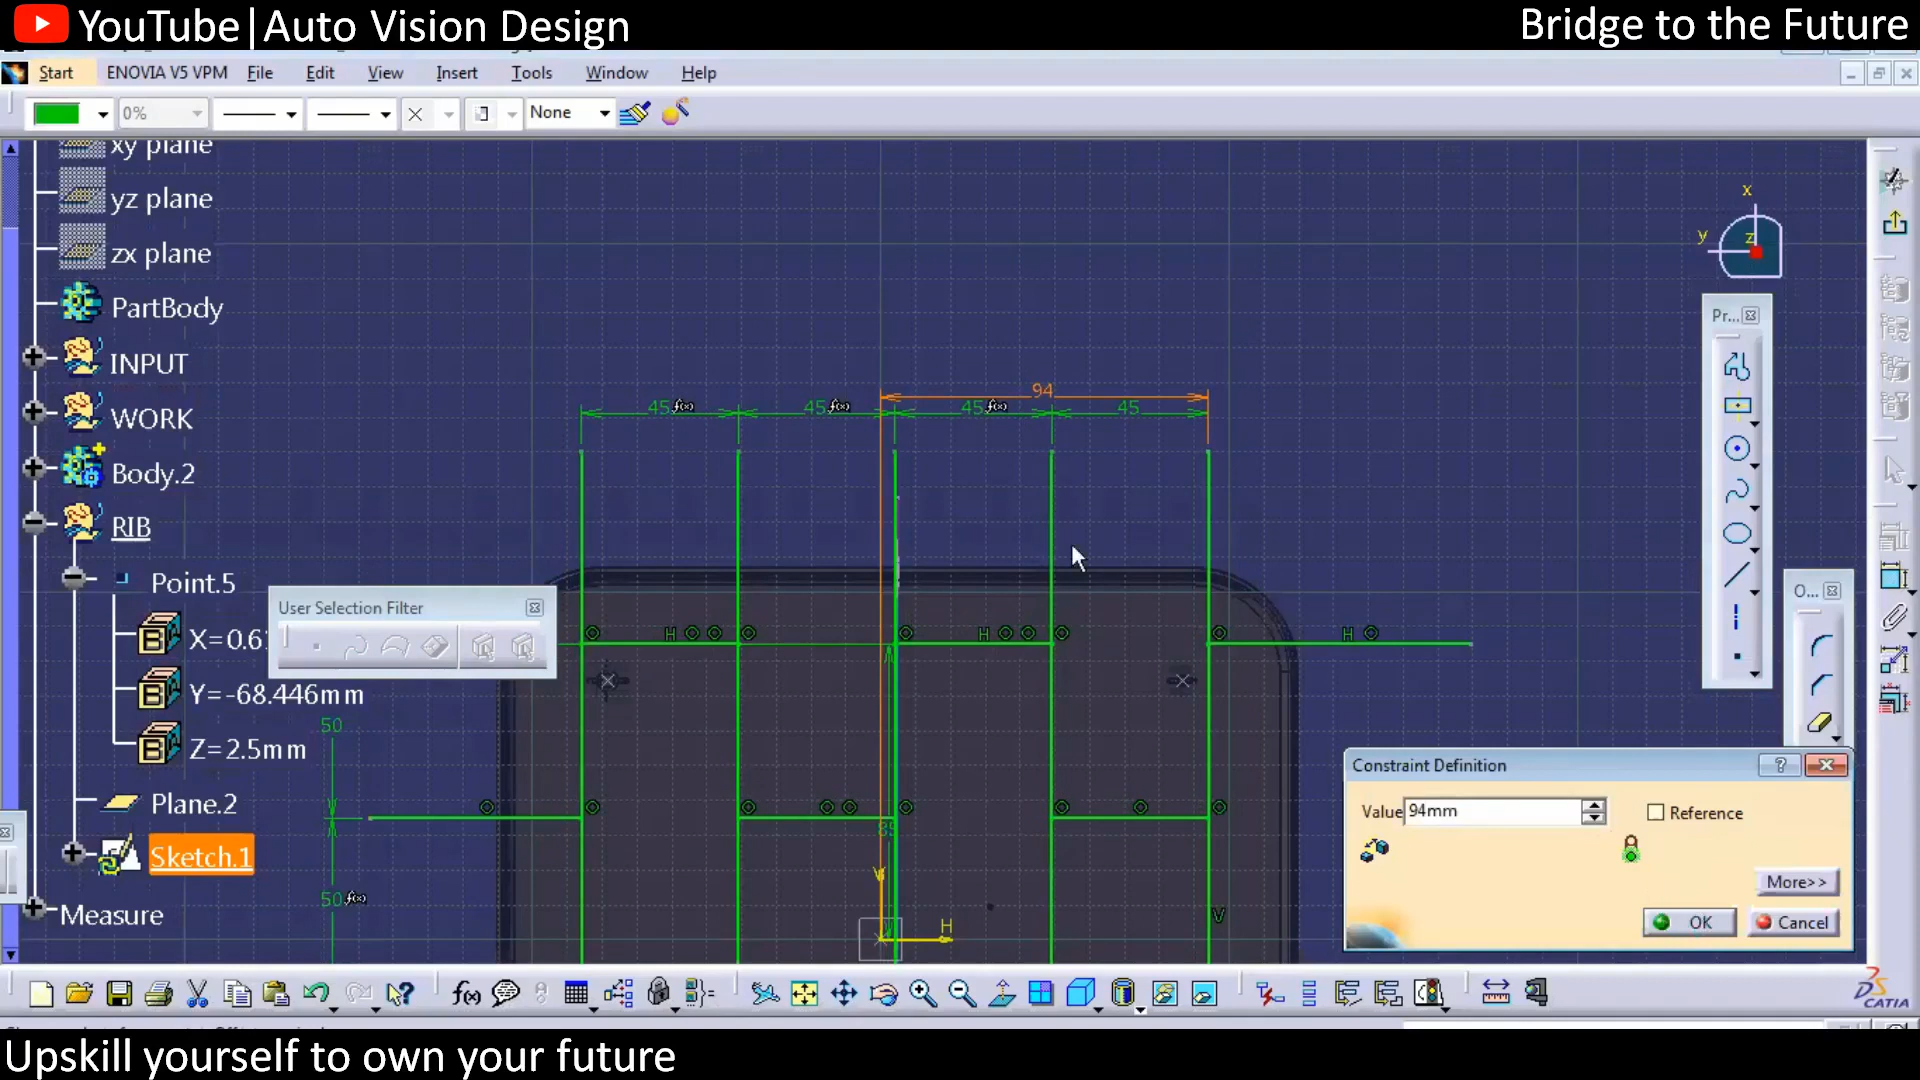 YouTube|Auto Vision Design
Bridge to the Future
Start ENOVIA V5 VPM File Edit View Insert Tools Window Help
0% None
xy plane
yz plane
zx plane
PartBody
INPUT
WORK
Body.2
RIB
Point.5
X=0.6
Y=-68.446mm
Z=2.5mm
Plane.2
Sketch.1
Measure
User Selection Filter
94
45 f(x) 45 f(x) 45 f(x) 45
H H H
50
50 f(x)
V
V
H
x
y z
Pr...
O...
Constraint Definition
Value 94mm Reference
More>>
OK Cancel
f(x)
CATIA
Upskill yourself to own your future